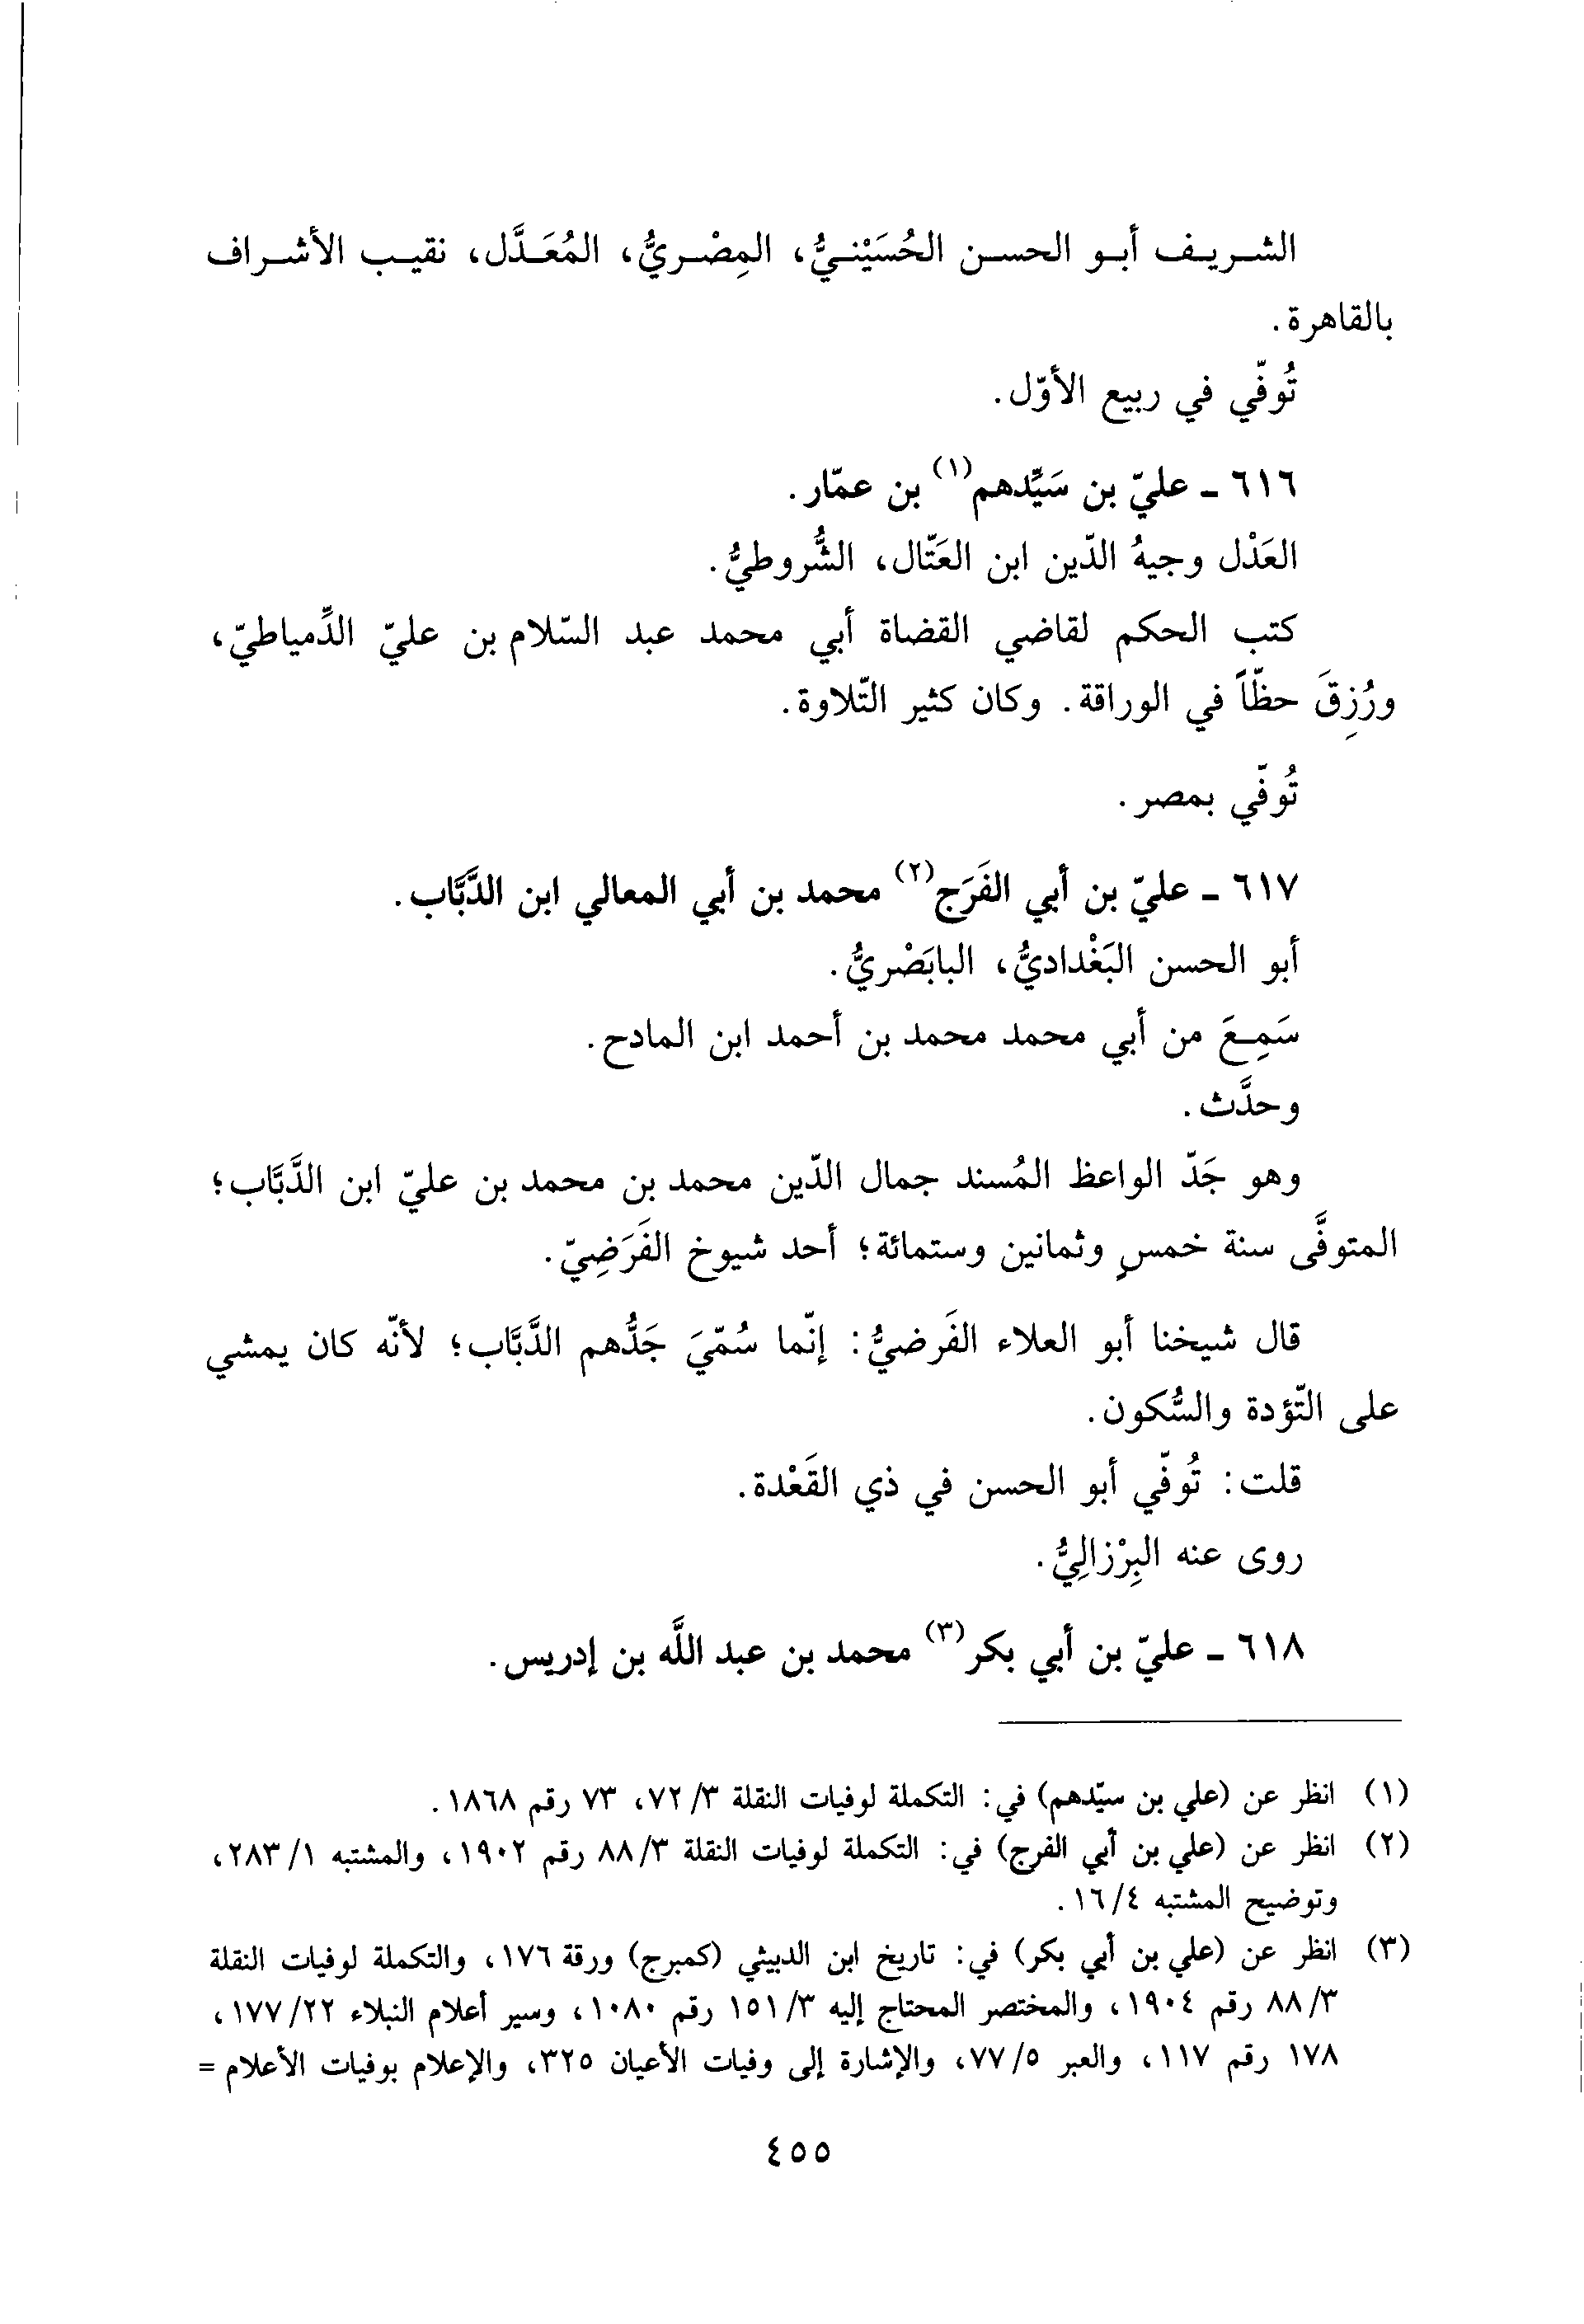 الشريف أبو الحسن الحُسَيْنيُّ، المِصْريُّ، المُعَدَّل، نقيب الأشراف
بالقاهرة.
تُوفّي في ربيع الأوّل.
٦١٦ - عليّ بن سَيِّدهم(١) بن عمّار.
العَدْل وجيهُ الدّين ابن العَتّال، الشُّروطيُّ.
كتب الحكم لقاضي القضاة أبي محمد عبد السّلام بن عليّ الدِّمياطيّ،
ورُزِقَ حظّاً في الوراقة. وكان كثير التّلاوة.
تُوفّي بمصر.
٦١٧ - عليّ بن أبي الفَرَج(٢) محمد بن أبي المعالي ابن الدَّبَّاب.
أبو الحسن البَغْداديُّ، البابَصْريُّ.
سَمِعَ من أبي محمد محمد بن أحمد ابن المادح.
وحدَّث.
وهو جَدّ الواعظ المُسند جمال الدّين محمد بن محمد بن عليّ ابن الدَّبَّاب؛
المتوفَّى سنة خمسٍ وثمانين وستمائة؛ أحد شيوخ الفَرَضِيّ.
قال شيخنا أبو العلاء الفَرضيُّ: إنّما سُمّيَ جَدُّهم الدَّبَّاب؛ لأنّه كان يمشي
على التّؤدة والسُّكون.
قلت: تُوفّي أبو الحسن في ذي القَعْدة.
روى عنه البِرْزالِيُّ.
٦١٨ - عليّ بن أبي بكر(٣) محمد بن عبد اللَّه بن إدريس.
(١) انظر عن (علي بن سيّدهم) في: التكملة لوفيات النقلة ٣/ ٧٢، ٧٣ رقم ١٨٦٨.
(٢) انظر عن (علي بن أبي الفرج) في: التكملة لوفيات النقلة ٣/ ٨٨ رقم ١٩٠٢، والمشتبه ١/ ٢٨٣،
وتوضيح المشتبه ٤/ ١٦.
(٣) انظر عن (علي بن أبي بكر) في: تاريخ ابن الدبيثي (كمبرج) ورقة ١٧٦، والتكملة لوفيات النقلة
٣/ ٨٨ رقم ١٩٠٤، والمختصر المحتاج إليه ٣/ ١٥١ رقم ١٠٨٠، وسير أعلام النبلاء ٢٢/ ١٧٧،
١٧٨ رقم ١١٧، والعبر ٥/ ٧٧، والإشارة إلى وفيات الأعيان ٣٢٥، والإعلام بوفيات الأعلام =
٤٥٥